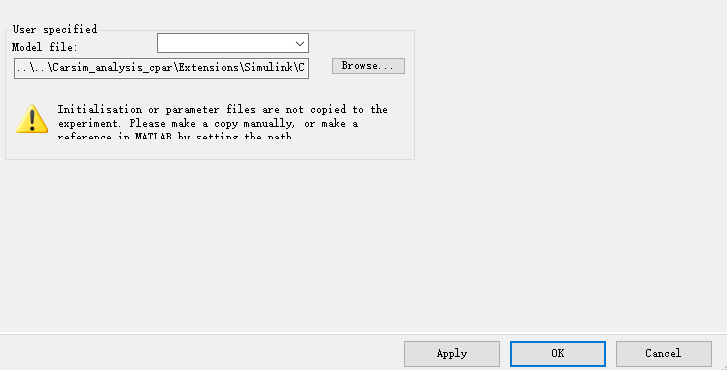 User specified
Model file:
..\..\Carsim_analysis_cpar\Extensions\Simulink\C
Browse...
Initialisation or parameter files are not copied to the
experiment. Please make a copy manually, or make a
reference in MATLAB by setting the path
Apply
OK
Cancel